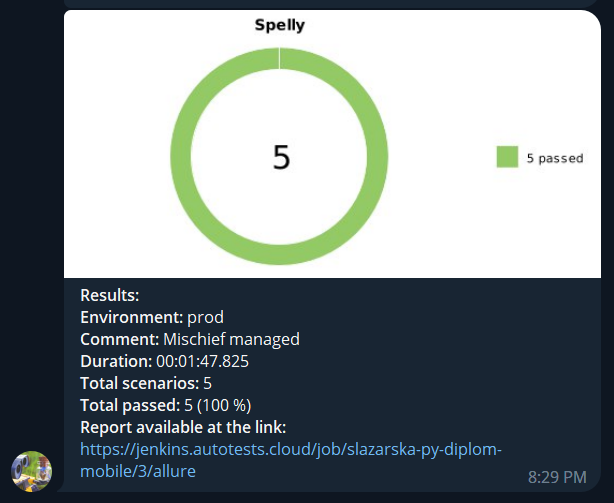 Spelly
5
5 passed
Results:
Environment: prod
Comment: Mischief managed
Duration: 00:01:47.825
Total scenarios: 5
Total passed: 5 (100 %)
Report available at the link:
https://jenkins.autotests.cloud/job/slazarska-py-diplom-
mobile/3/allure
8:29 PM